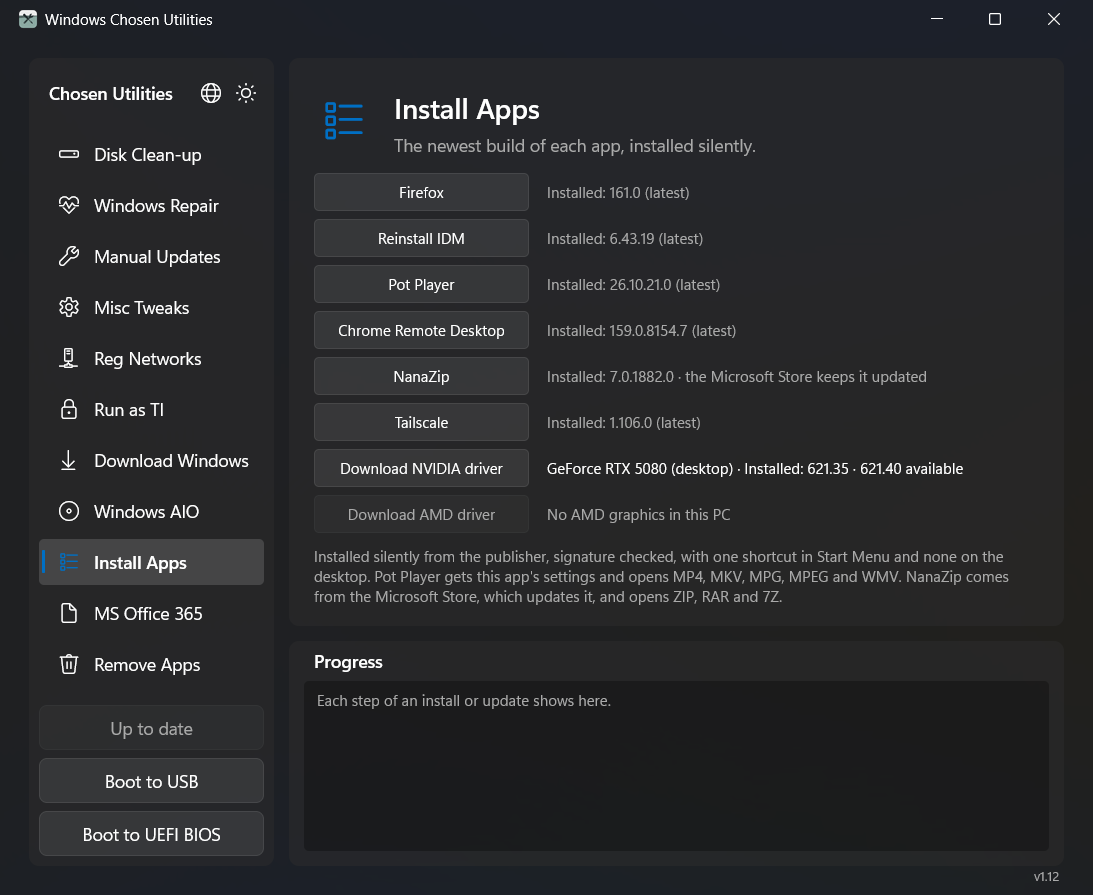 Windows Chosen Utilities
Chosen Utilities
Disk Clean-up
Windows Repair
Manual Updates
Misc Tweaks
Reg Networks
Run as TI
Download Windows
Windows AIO
Install Apps
MS Office 365
Remove Apps
Up to date
Boot to USB
Boot to UEFI BIOS
Install Apps
The newest build of each app, installed silently.
Firefox Installed: 161.0 (latest)
Reinstall IDM Installed: 6.43.19 (latest)
Pot Player Installed: 26.10.21.0 (latest)
Chrome Remote Desktop Installed: 159.0.8154.7 (latest)
NanaZip Installed: 7.0.1882.0 · the Microsoft Store keeps it updated
Tailscale Installed: 1.106.0 (latest)
Download NVIDIA driver GeForce RTX 5080 (desktop) · Installed: 621.35 · 621.40 available
Download AMD driver No AMD graphics in this PC
Installed silently from the publisher, signature checked, with one shortcut in Start Menu and none on the
desktop. Pot Player gets this app's settings and opens MP4, MKV, MPG, MPEG and WMV. NanaZip comes
from the Microsoft Store, which updates it, and opens ZIP, RAR and 7Z.
Progress
Each step of an install or update shows here.
v1.12